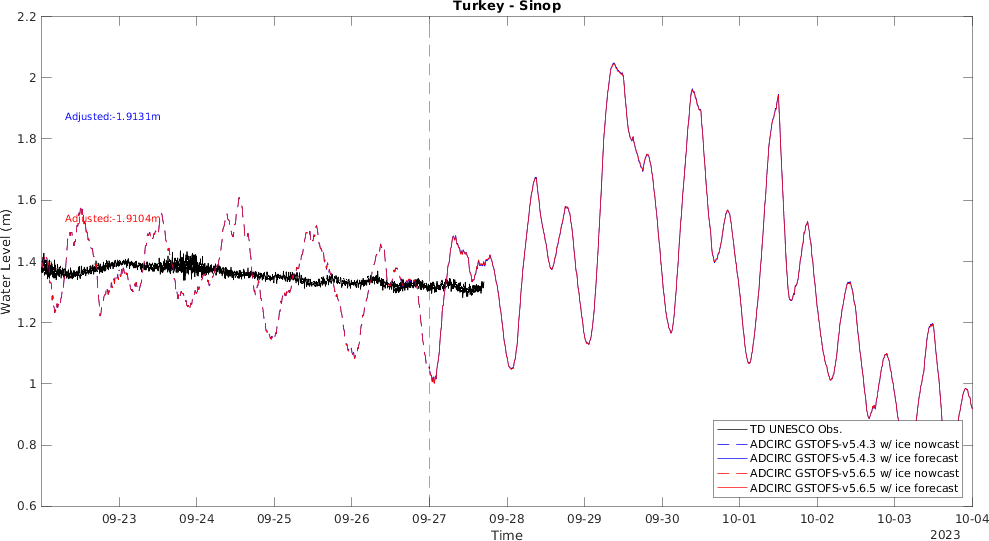 Turkey - Sinop
2.2
2
1.8
1.6
1.4
1.2
1
0.8
0.6
Water Level (m)
Adjusted:-1.9131m
Adjusted:-1.9104m
TD UNESCO Obs.
ADCIRC GSTOFS-v5.4.3 w/ ice nowcast
ADCIRC GSTOFS-v5.4.3 w/ ice forecast
ADCIRC GSTOFS-v5.6.5 w/ ice nowcast
ADCIRC GSTOFS-v5.6.5 w/ ice forecast
09-23 09-24 09-25 09-26 09-27 09-28 09-29 09-30 10-01 10-02 10-03 10-04
Time
2023